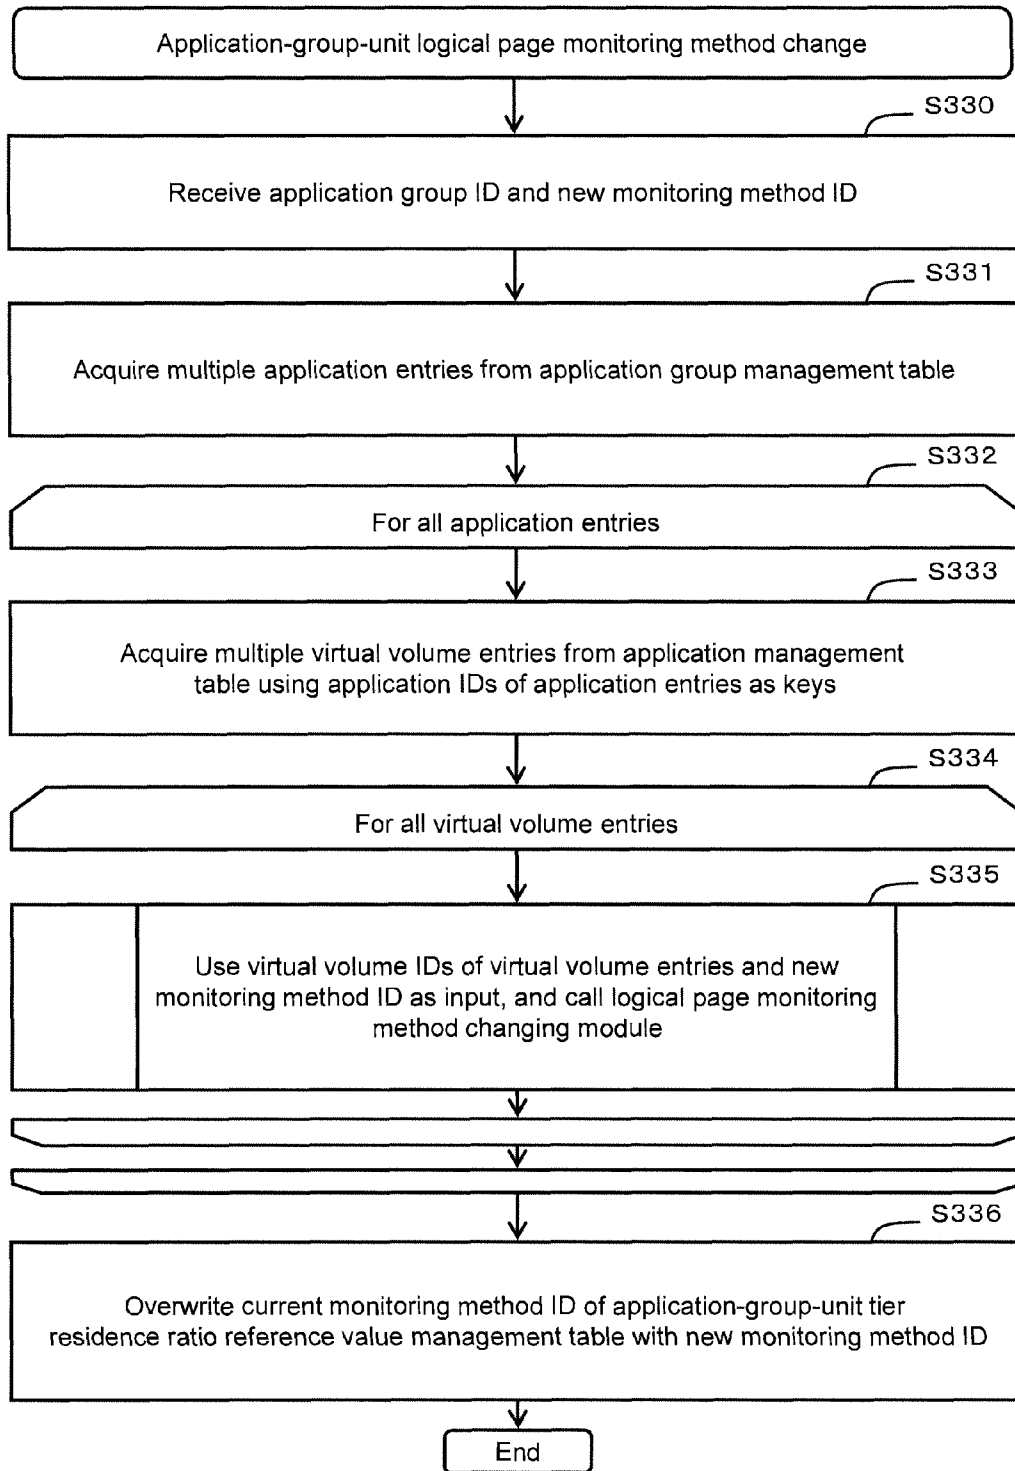 Application-group-unit logical page monitoring method change
S330
Receive application group ID and new monitoring method ID
S331
Acquire multiple application entries from application group management table
S332
For all application entries
S333
Acquire multiple virtual volume entries from application management
table using application IDs of application entries as keys
S334
For all virtual volume entries
S335
Use virtual volume IDs of virtual volume entries and new
monitoring method ID as input, and call logical page monitoring
method changing module
S336
Overwrite current monitoring method ID of application-group-unit tier
residence ratio reference value management table with new monitoring method ID
End